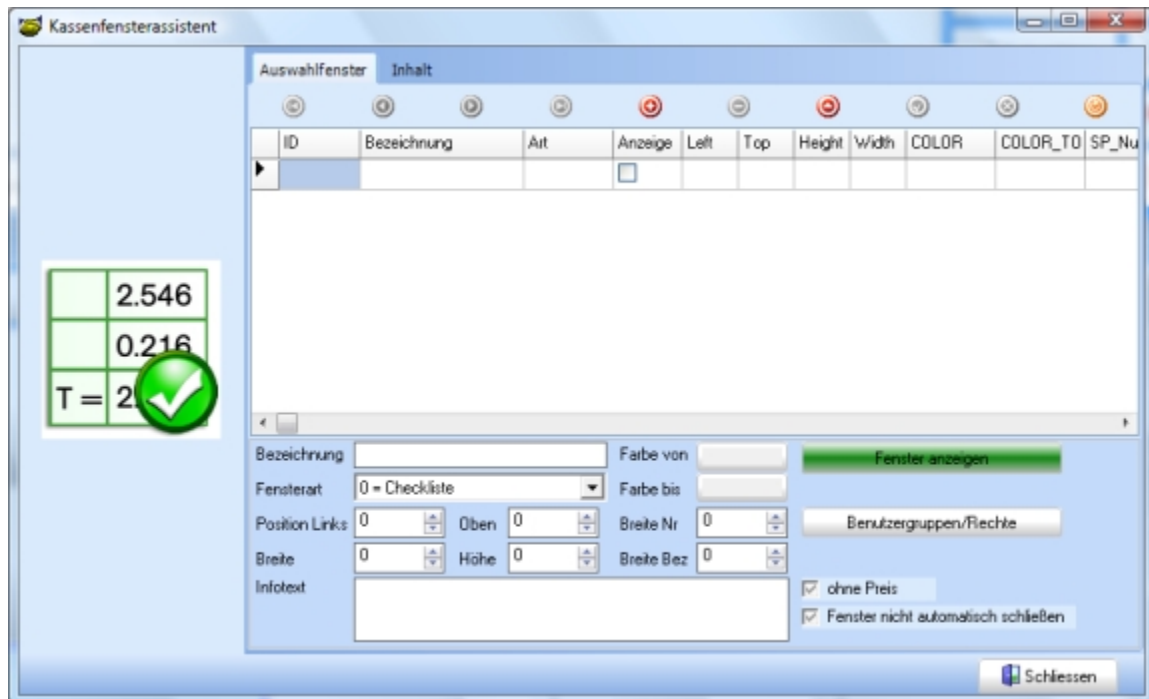 Kassenfensterassistent
Auswahlfenster Inhalt
ID Bezeichnung Art Anzeige Left Top Height Width COLOR COLOR_TO SP_Nu
2.546
0.216
T = 2
Bezeichnung Farbe von Fenster anzeigen
Fensterart 0 = Checkliste Farbe bis
Position Links 0 Oben 0 Breite Nr 0 Benutzergruppen/Rechte
Breite 0 Höhe 0 Breite Bez 0
Infotext ohne Preis
Fenster nicht automatisch schließen
Schliessen